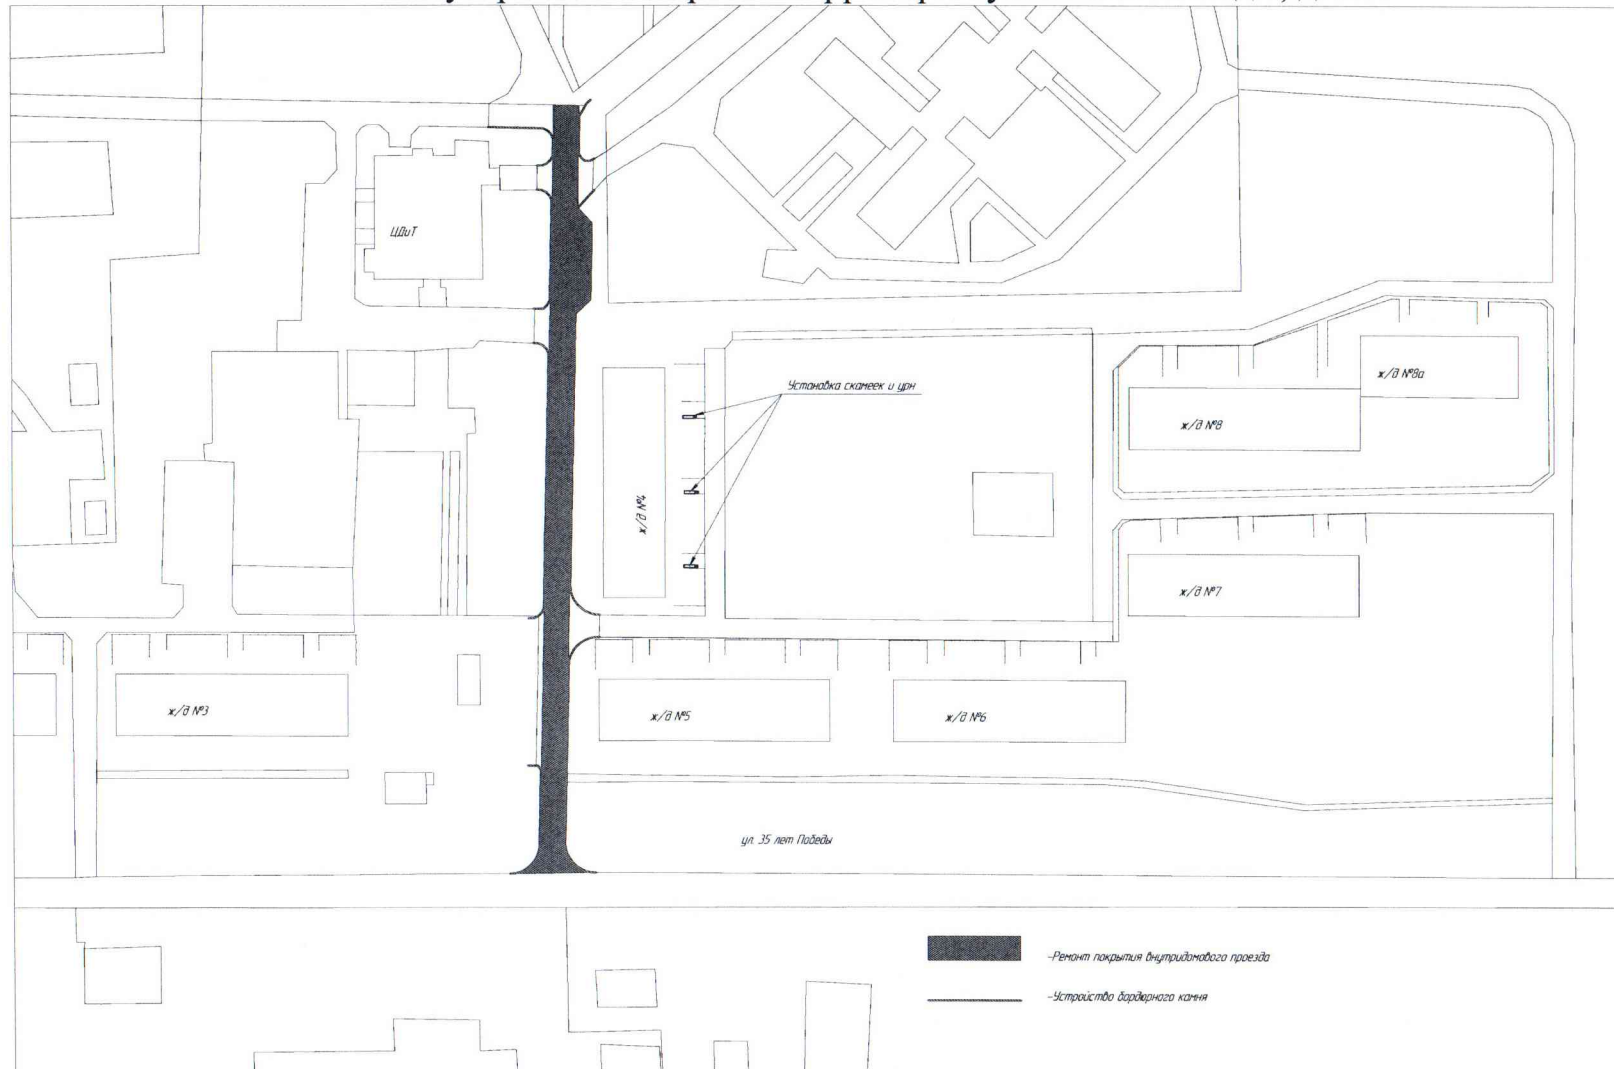 ЦДиТ
Установка скамеек и урн
ж/д №8а
ж/д №8
ж/д №4
ж/д №7
ж/д №3
ж/д №5
ж/д №6
ул. 35 лет Победы
-Ремонт покрытия внутридомового проезда
-Устройство бордюрного камня